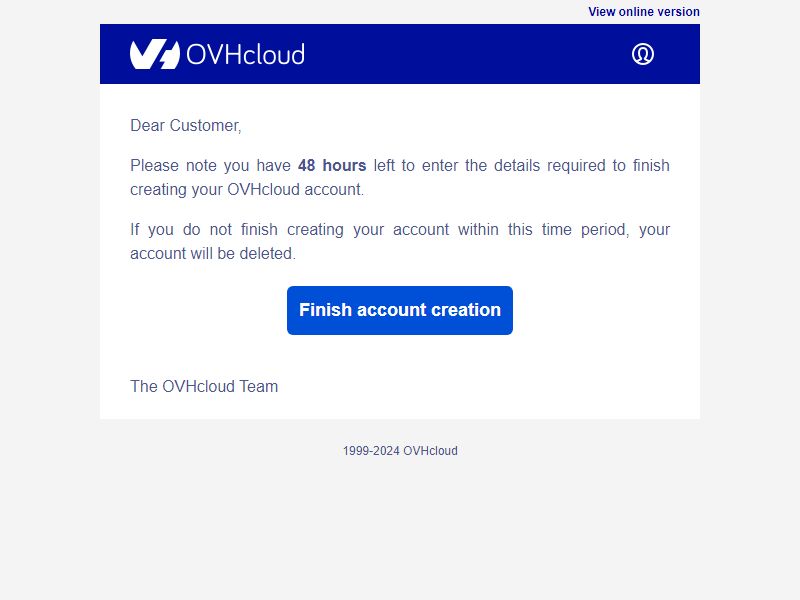 View online version
OVHcloud
Dear Customer,
Please note you have 48 hours left to enter the details required to finish
creating your OVHcloud account.
If you do not finish creating your account within this time period, your
account will be deleted.
Finish account creation
The OVHcloud Team
1999-2024 OVHcloud